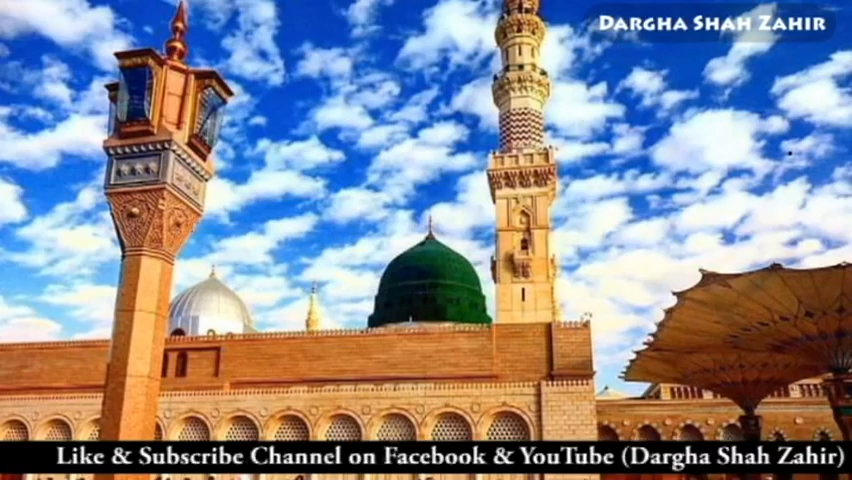 Dargha Shah Zahir
Like & Subscribe Channel on Facebook & YouTube (Dargha Shah Zahir)